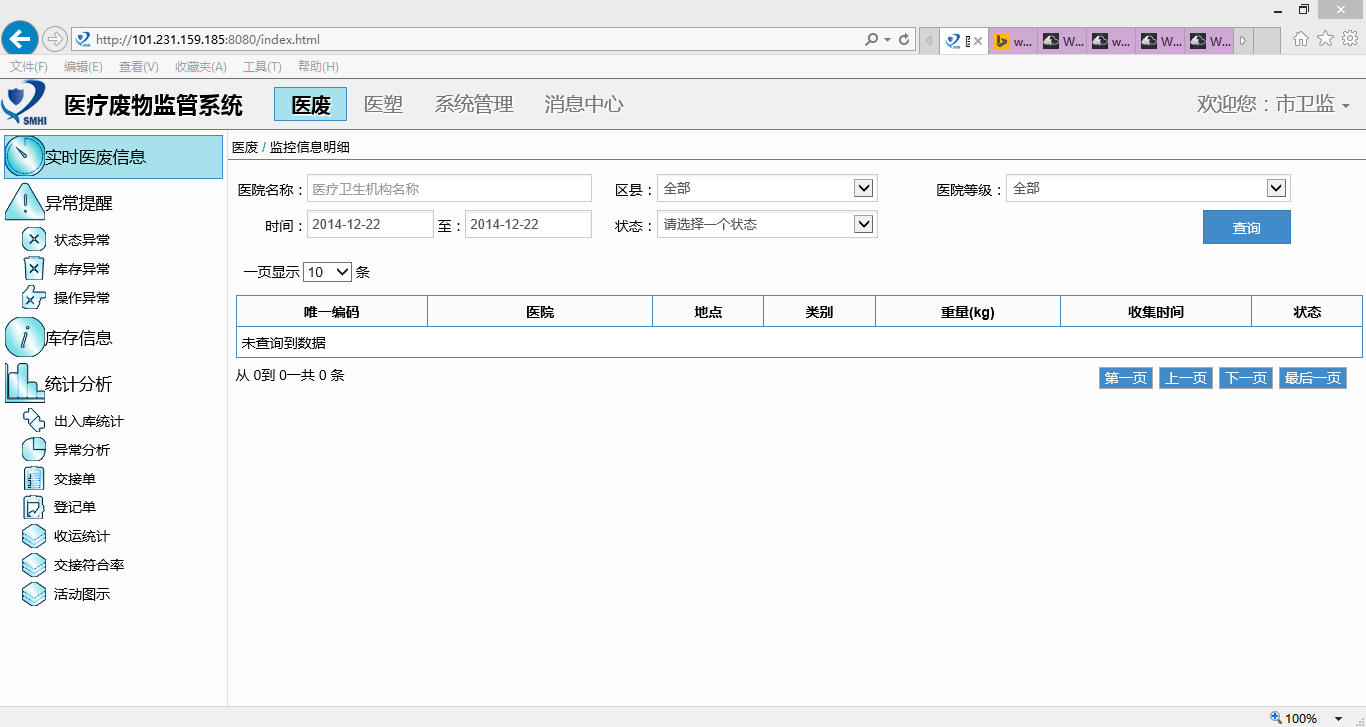 http://101.231.159.185:8080/index.html
w...
W...
w...
W...
W...
文件(F) 编辑(E) 查看(V) 收藏夹(A) 工具(T) 帮助(H)
SMHI
医疗废物监管系统 医废 医塑 系统管理 消息中心 欢迎您：市卫监
实时医废信息
异常提醒
状态异常
库存异常
操作异常
库存信息
统计分析
出入库统计
异常分析
交接单
登记单
收运统计
交接符合率
活动图示
医废 / 监控信息明细
医院名称： 医疗卫生机构名称 区县： 全部 医院等级： 全部
时间： 2014-12-22 至： 2014-12-22 状态： 请选择一个状态 查询
一页显示 10 条
唯一编码 医院 地点 类别 重量(kg) 收集时间 状态
未查询到数据
从 0到 0一共 0 条 第一页 上一页 下一页 最后一页
100%